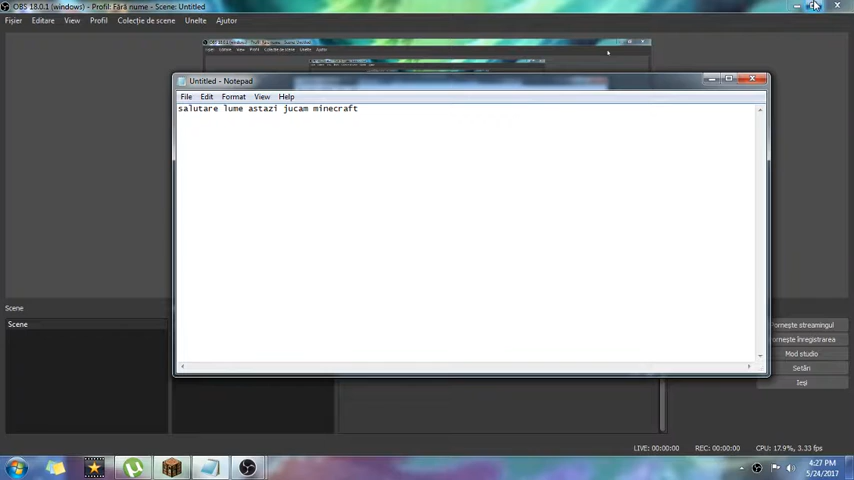 OBS 18.0.1 (windows) - Profil: Fără nume - Scene: Untitled
Fișier Editare View Profil Colecție de scene Unelte Ajutor
Untitled - Notepad
File Edit Format View Help
salutare lume astazi jucam minecraft
Scene
Scene
Pornește streamingul
Pornește înregistrarea
Mod studio
Setări
Ieși
LIVE: 00:00:00 REC: 00:00:00 CPU: 17.9%, 3.33 fps
4:27 PM
5/24/2017